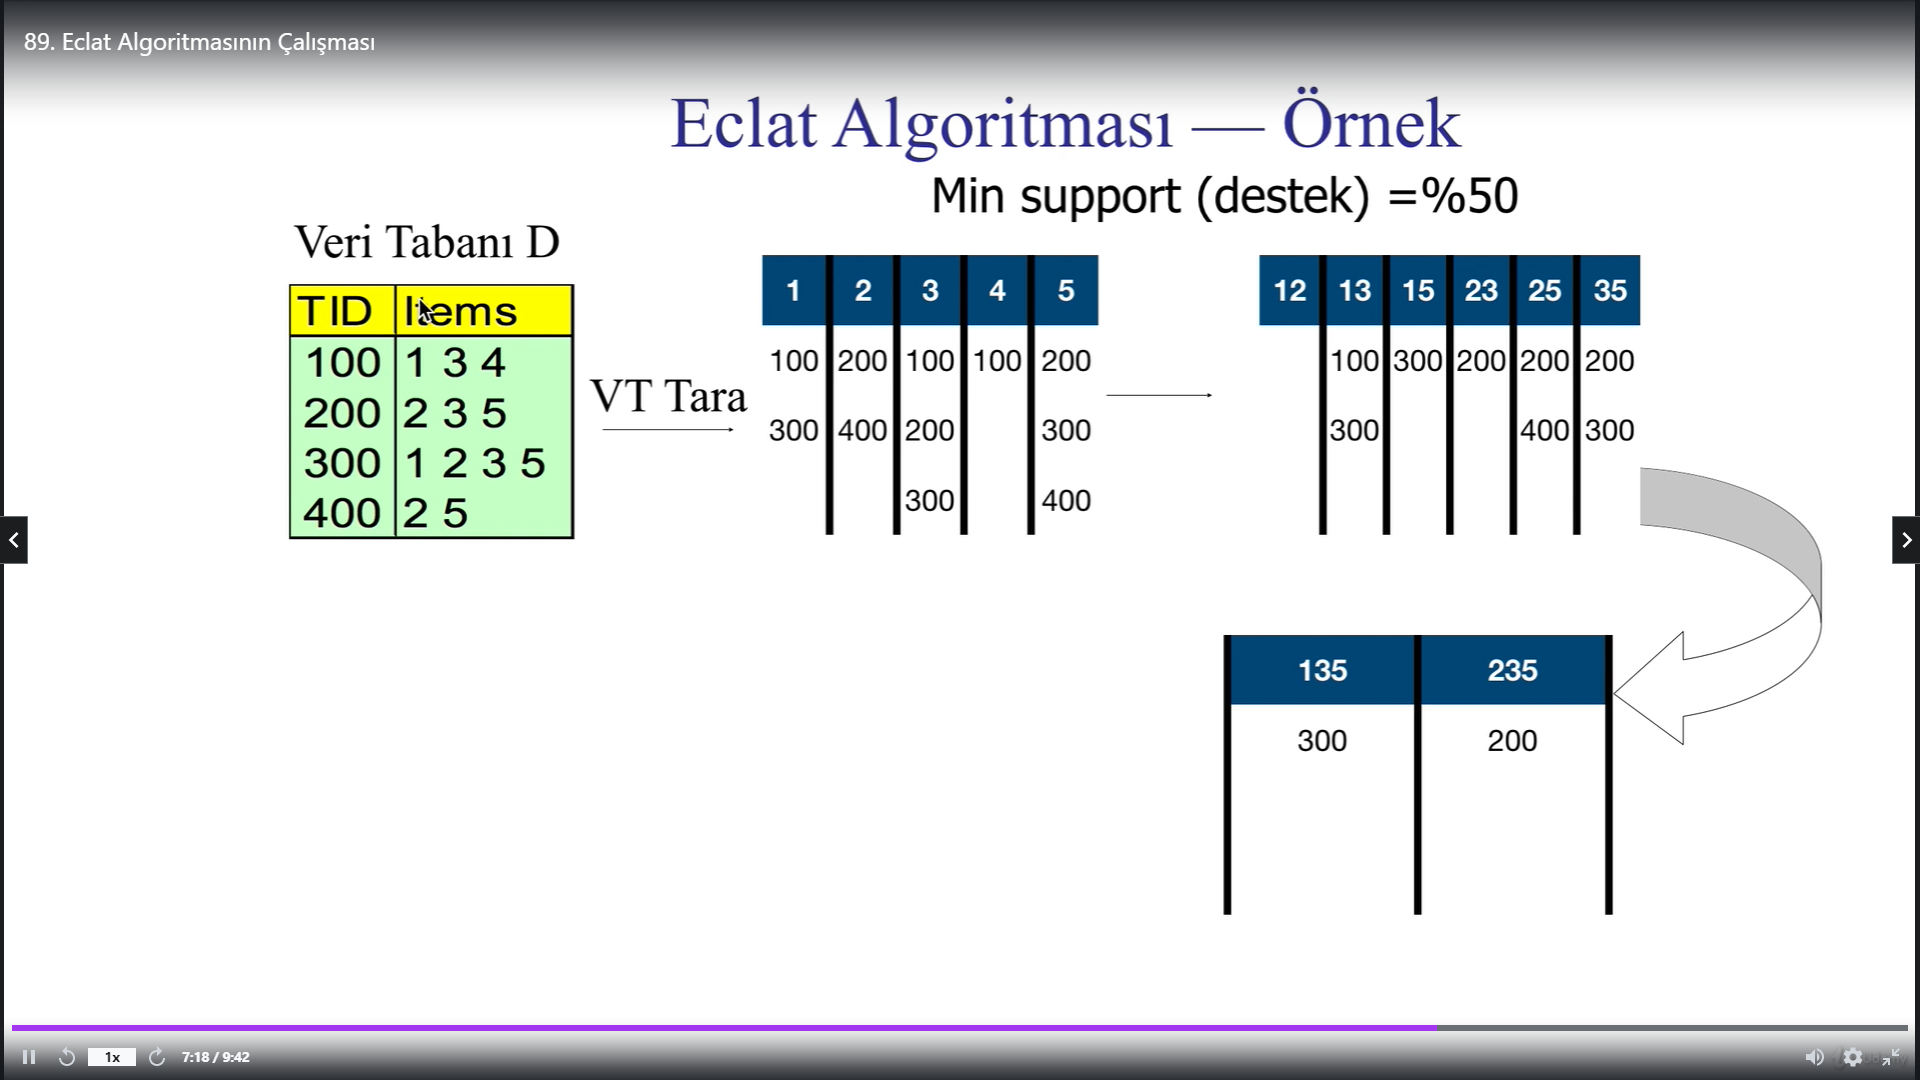 89. Eclat Algoritmasının Çalışması
Eclat Algoritması — Örnek
Min support (destek) =%50
Veri Tabanı D
TID Items
100 1 3 4
200 2 3 5
300 1 2 3 5
400 2 5
VT Tara
1 2 3 4 5
100 200 100 100 200
300 400 200 300
300 400
12 13 15 23 25 35
100 300 200 200 200
300 400 300
135 235
300 200
1x
7:18 / 9:42